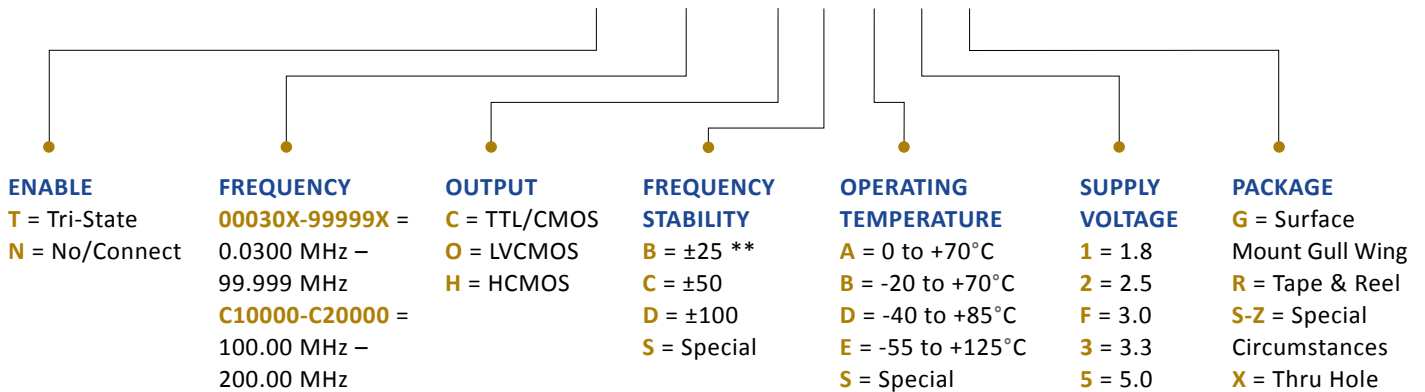 ENABLE
T = Tri-State
N = No/Connect
FREQUENCY
00030X-99999X =
0.0300 MHz –
99.999 MHz
C10000-C20000 =
100.00 MHz –
200.00 MHz
OUTPUT
C = TTL/CMOS
O = LVCMOS
H = HCMOS
FREQUENCY
STABILITY
B = ±25 **
C = ±50
D = ±100
S = Special
OPERATING
TEMPERATURE
A = 0 to +70°C
B = -20 to +70°C
D = -40 to +85°C
E = -55 to +125°C
S = Special
SUPPLY
VOLTAGE
1 = 1.8
2 = 2.5
F = 3.0
3 = 3.3
5 = 5.0
PACKAGE
G = Surface
Mount Gull Wing
R = Tape & Reel
S-Z = Special
Circumstances
X = Thru Hole